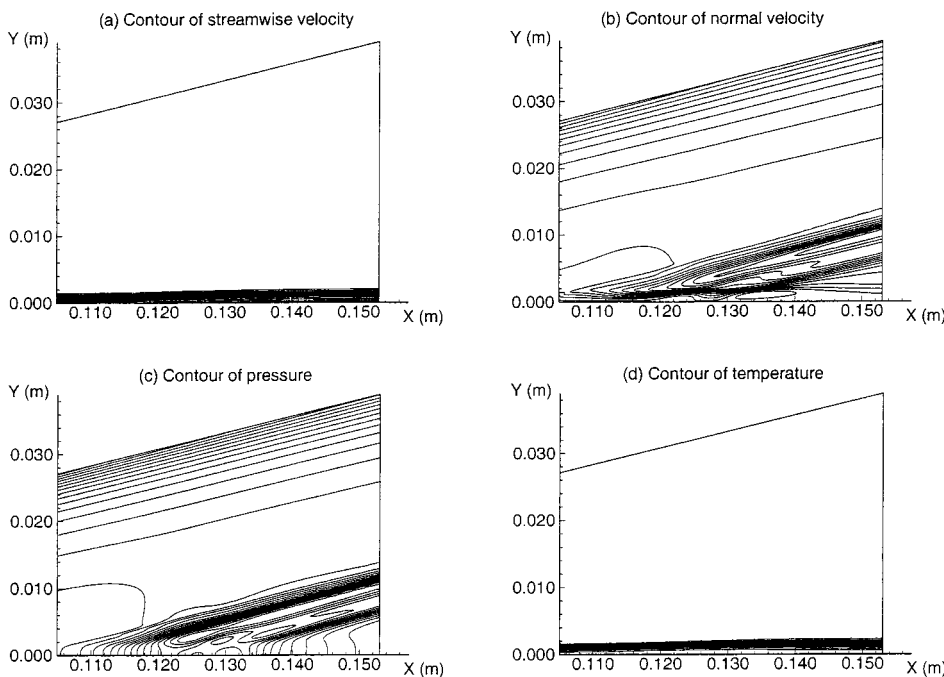 (a) Contour of streamwise velocity
Y (m)
0.030
0.020
0.010
0.000
0.110 0.120 0.130 0.140 0.150
X (m)
(b) Contour of normal velocity
Y (m)
0.030
0.020
0.010
0.000
0.110 0.120 0.130 0.140 0.150
X (m)
(c) Contour of pressure
Y (m)
0.030
0.020
0.010
0.000
0.110 0.120 0.130 0.140 0.150
X (m)
(d) Contour of temperature
Y (m)
0.030
0.020
0.010
0.000
0.110 0.120 0.130 0.140 0.150
X (m)